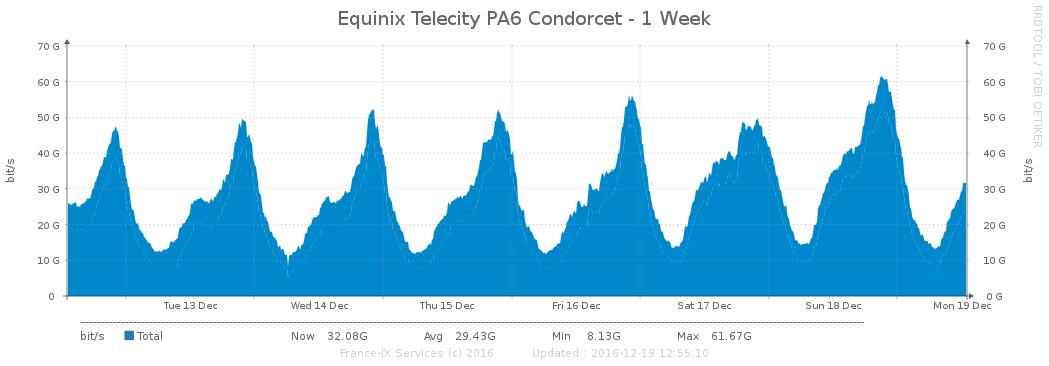 Equinix Telecity PA6 Condorcet - 1 Week
RRDTOOL / TOBI OETIKER
70 G 70 G
60 G 60 G
50 G 50 G
40 G 40 G
30 G 30 G
20 G 20 G
10 G 10 G
0 0 G
bit/s
bit/s
Tue 13 Dec Wed 14 Dec Thu 15 Dec Fri 16 Dec Sat 17 Dec Sun 18 Dec Mon 19 Dec
bit/s Total Now 32.08G Avg 29.43G Min 8.13G Max 61.67G
France-IX Services (c) 2016 Updated : 2016-12-19 12:55:10